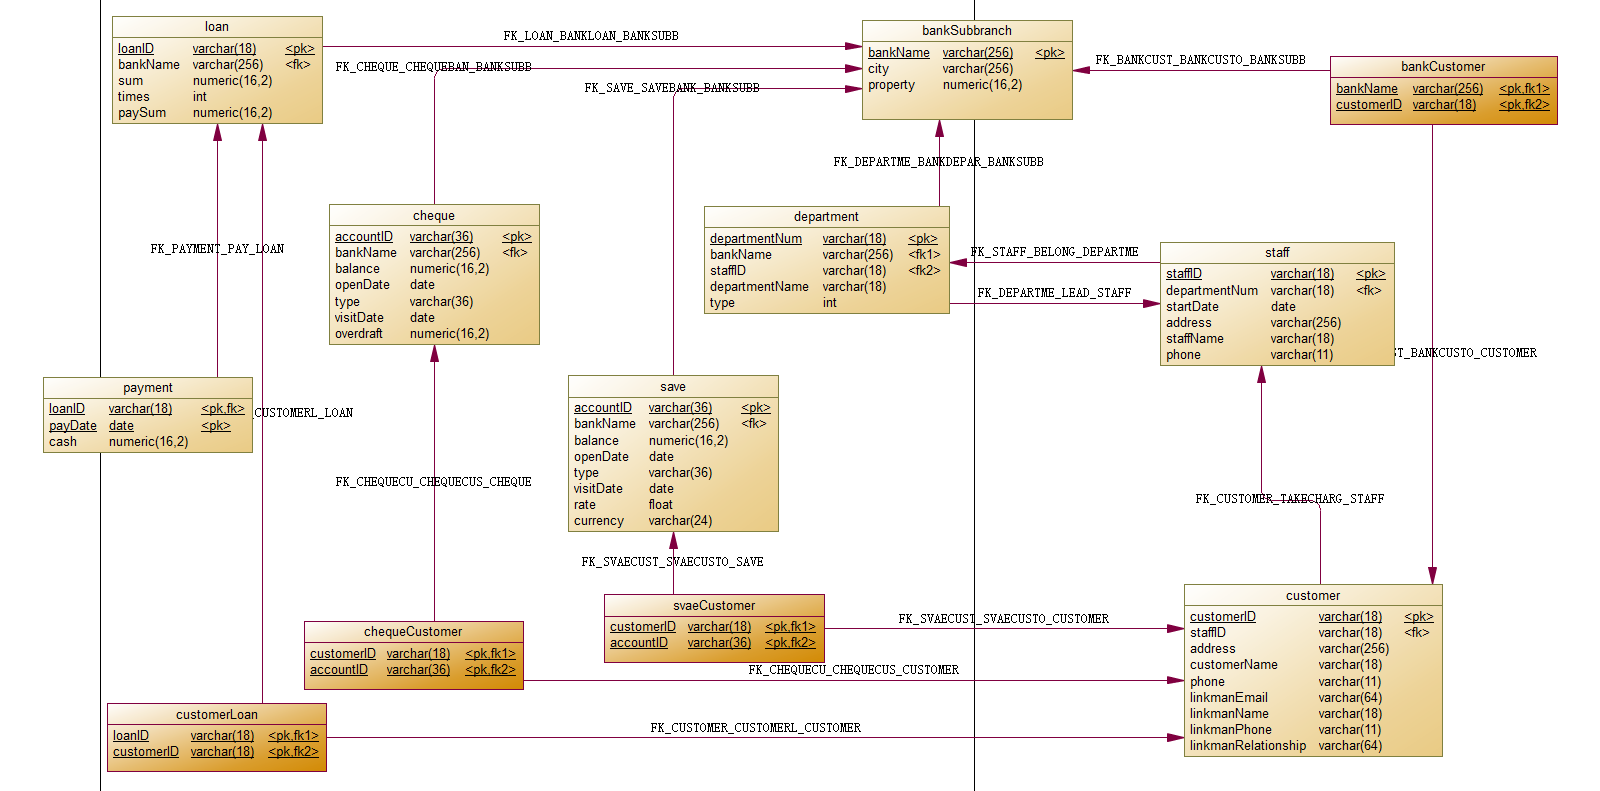 loan
loanID varchar(18) <pk>
bankName varchar(256) <fk>
sum numeric(16,2)
times int
paySum numeric(16,2)
FK_LOAN_BANKLOAN_BANKSUBB
FK_CHEQUE_CHEQUEBAN_BANKSUBB
FK_SAVE_SAVEBANK_BANKSUBB
bankSubbranch
bankName varchar(256) <pk>
city varchar(256)
property numeric(16,2)
FK_BANKCUST_BANKCUSTO_BANKSUBB
bankCustomer
bankName varchar(256) <pk,fk1>
customerID varchar(18) <pk,fk2>
FK_DEPARTME_BANKDEPAR_BANKSUBB
FK_PAYMENT_PAY_LOAN
cheque
accountID varchar(36) <pk>
bankName varchar(256) <fk>
balance numeric(16,2)
openDate date
type varchar(36)
visitDate date
overdraft numeric(16,2)
department
departmentNum varchar(18) <pk>
bankName varchar(256) <fk1>
staffID varchar(18) <fk2>
departmentName varchar(18)
type int
FK_STAFF_BELONG_DEPARTME
FK_DEPARTME_LEAD_STAFF
staff
staffID varchar(18) <pk>
departmentNum varchar(18) <fk>
startDate date
address varchar(256)
staffName varchar(18)
phone varchar(11)
ST_BANKCUSTO_CUSTOMER
payment
loanID varchar(18) <pk,fk>
payDate date <pk>
cash numeric(16,2)
CUSTOMERL_LOAN
save
accountID varchar(36) <pk>
bankName varchar(256) <fk>
balance numeric(16,2)
openDate date
type varchar(36)
visitDate date
rate float
currency varchar(24)
FK_CHEQUECU_CHEQUECUS_CHEQUE
FK_CUSTOMER_TAKECHARG_STAFF
FK_SVAECUST_SVAECUSTO_SAVE
svaeCustomer
customerID varchar(18) <pk,fk1>
accountID varchar(36) <pk,fk2>
FK_SVAECUST_SVAECUSTO_CUSTOMER
chequeCustomer
customerID varchar(18) <pk,fk1>
accountID varchar(36) <pk,fk2>
FK_CHEQUECU_CHEQUECUS_CUSTOMER
customerLoan
loanID varchar(18) <pk,fk1>
customerID varchar(18) <pk,fk2>
FK_CUSTOMER_CUSTOMERL_CUSTOMER
customer
customerID varchar(18) <pk>
staffID varchar(18) <fk>
address varchar(256)
customerName varchar(18)
phone varchar(11)
linkmanEmail varchar(64)
linkmanName varchar(18)
linkmanPhone varchar(11)
linkmanRelationship varchar(64)